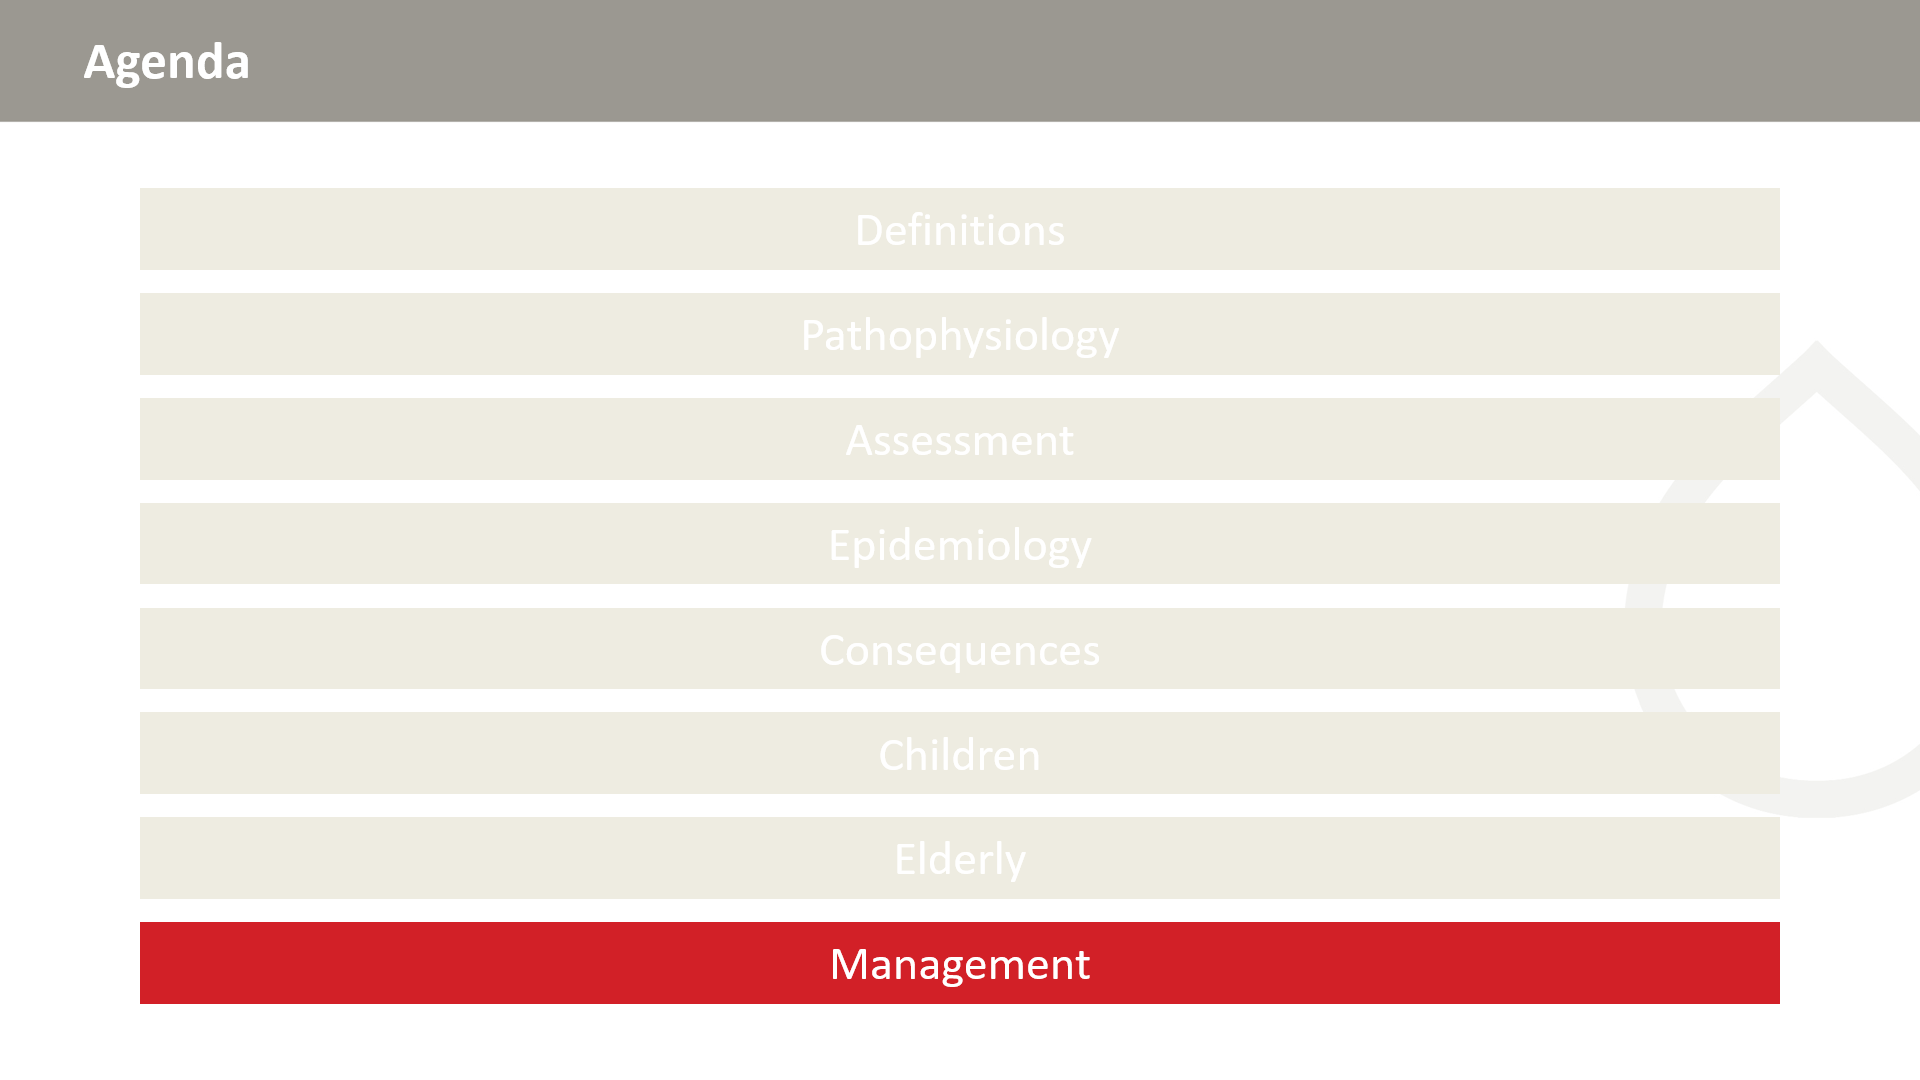 Agenda
Definitions
Pathophysiology
Assessment
Epidemiology
Consequences
Children
Elderly
Management